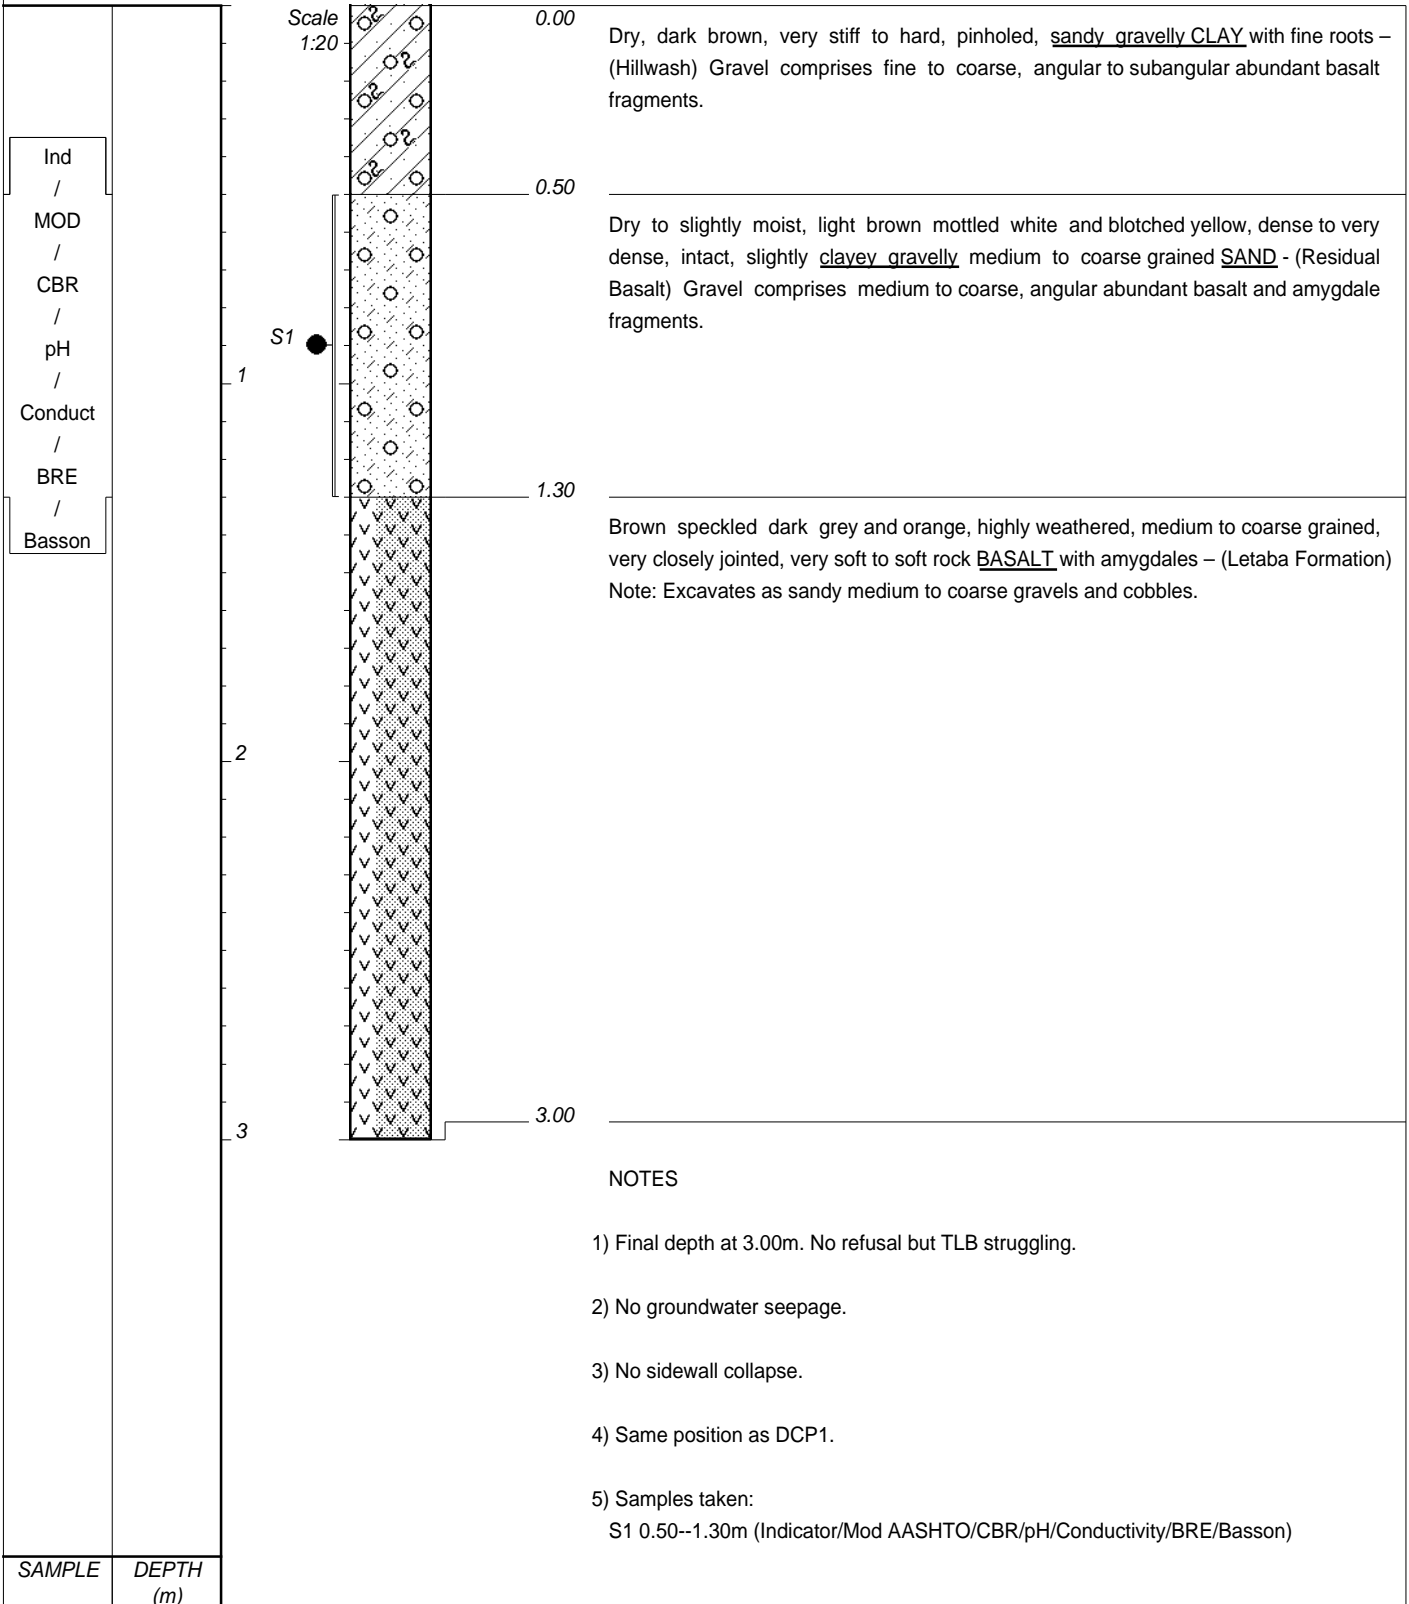 Scale
1:20
0.00
Dry, dark brown, very stiff to hard, pinholed, sandy gravelly CLAY with fine roots –
(Hillwash) Gravel comprises fine to coarse, angular to subangular abundant basalt
fragments.
Ind
/
MOD
/
CBR
/
pH
/
Conduct
/
BRE
/
Basson
0.50
Dry to slightly moist, light brown mottled white and blotched yellow, dense to very
dense, intact, slightly clayey gravelly medium to coarse grained SAND - (Residual
Basalt) Gravel comprises medium to coarse, angular abundant basalt and amygdale
fragments.
S1
1
1.30
Brown speckled dark grey and orange, highly weathered, medium to coarse grained,
very closely jointed, very soft to soft rock BASALT with amygdales – (Letaba Formation)
Note: Excavates as sandy medium to coarse gravels and cobbles.
2
3.00
3
NOTES
1) Final depth at 3.00m. No refusal but TLB struggling.
2) No groundwater seepage.
3) No sidewall collapse.
4) Same position as DCP1.
5) Samples taken:
S1 0.50--1.30m (Indicator/Mod AASHTO/CBR/pH/Conductivity/BRE/Basson)
SAMPLE
DEPTH
(m)